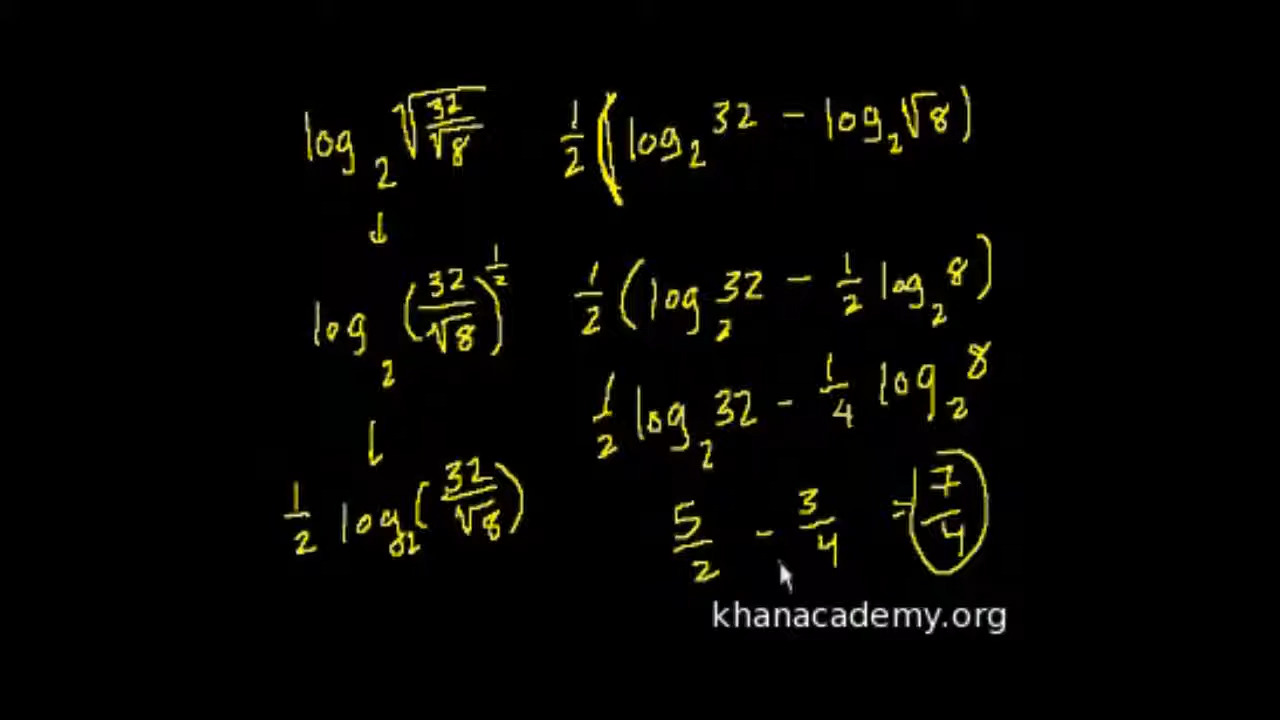 log₂ √(32/√8)
↓
log₂ (32/√8)^(1/2)
↓
1/2 log₂ (32/√8)
1/2 (log₂ 32 - log₂ √8)
1/2 (log₂ 32 - 1/2 log₂ 8)
1/2 log₂ 32 - 1/4 log₂ 8
5/2 - 3/4 = 7/4
khanacademy.org